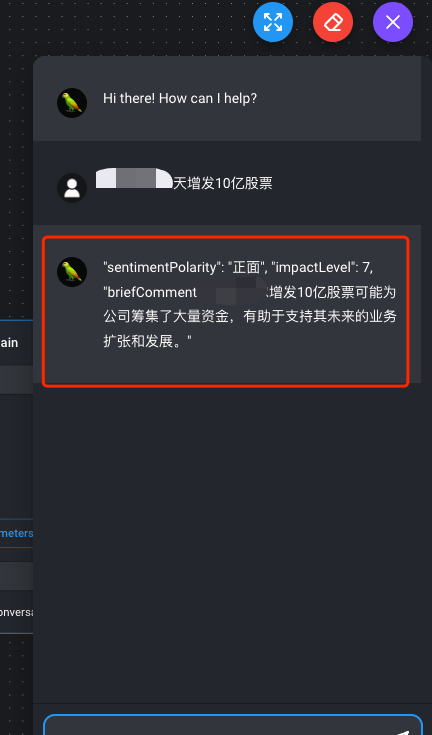 Hi there! How can I help?
天增发10亿股票
"sentimentPolarity": "正面", "impactLevel": 7,
"briefComment 增发10亿股票可能为
公司筹集了大量资金，有助于支持其未来的业务
扩张和发展。"
ain
meters
onversa